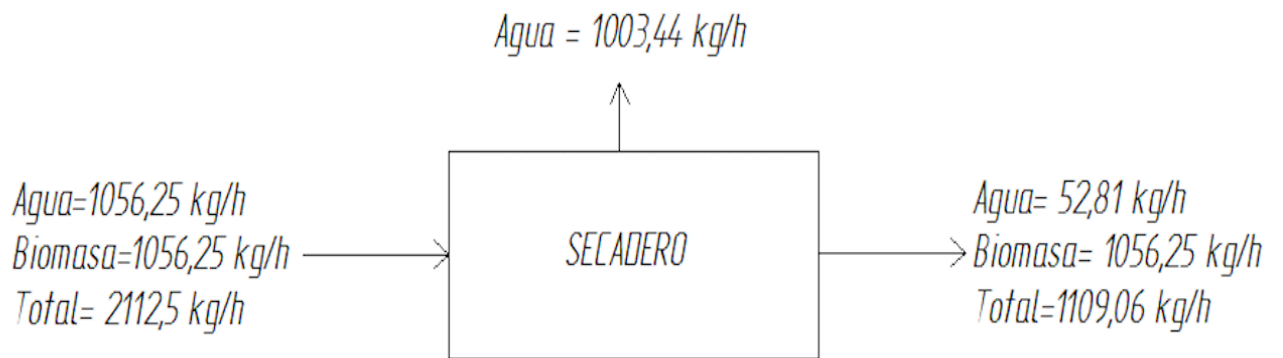 Agua = 1003,44 kg/h
Agua=1056,25 kg/h
Biomasa=1056,25 kg/h
Total= 2112,5 kg/h
SECADERO
Agua= 52,81 kg/h
Biomasa= 1056,25 kg/h
Total=1109,06 kg/h